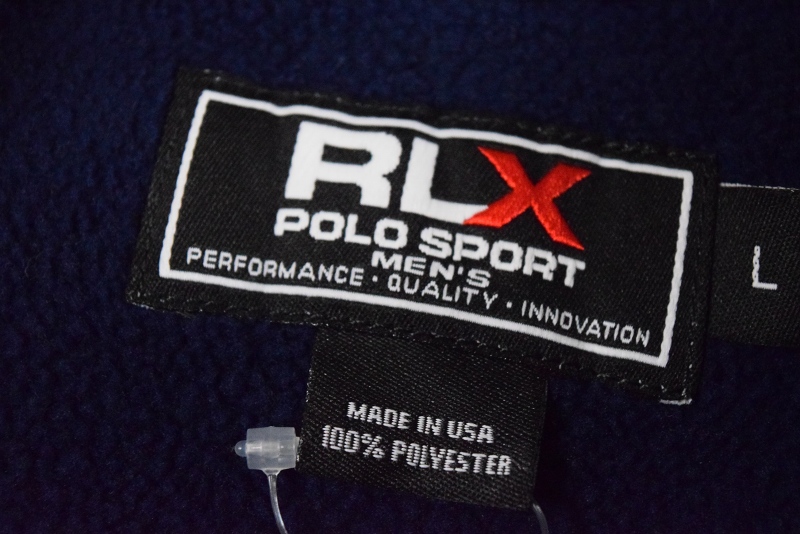 RLX
POLO SPORT
MEN'S
PERFORMANCE · QUALITY · INNOVATION
L
MADE IN USA
100% POLYESTER